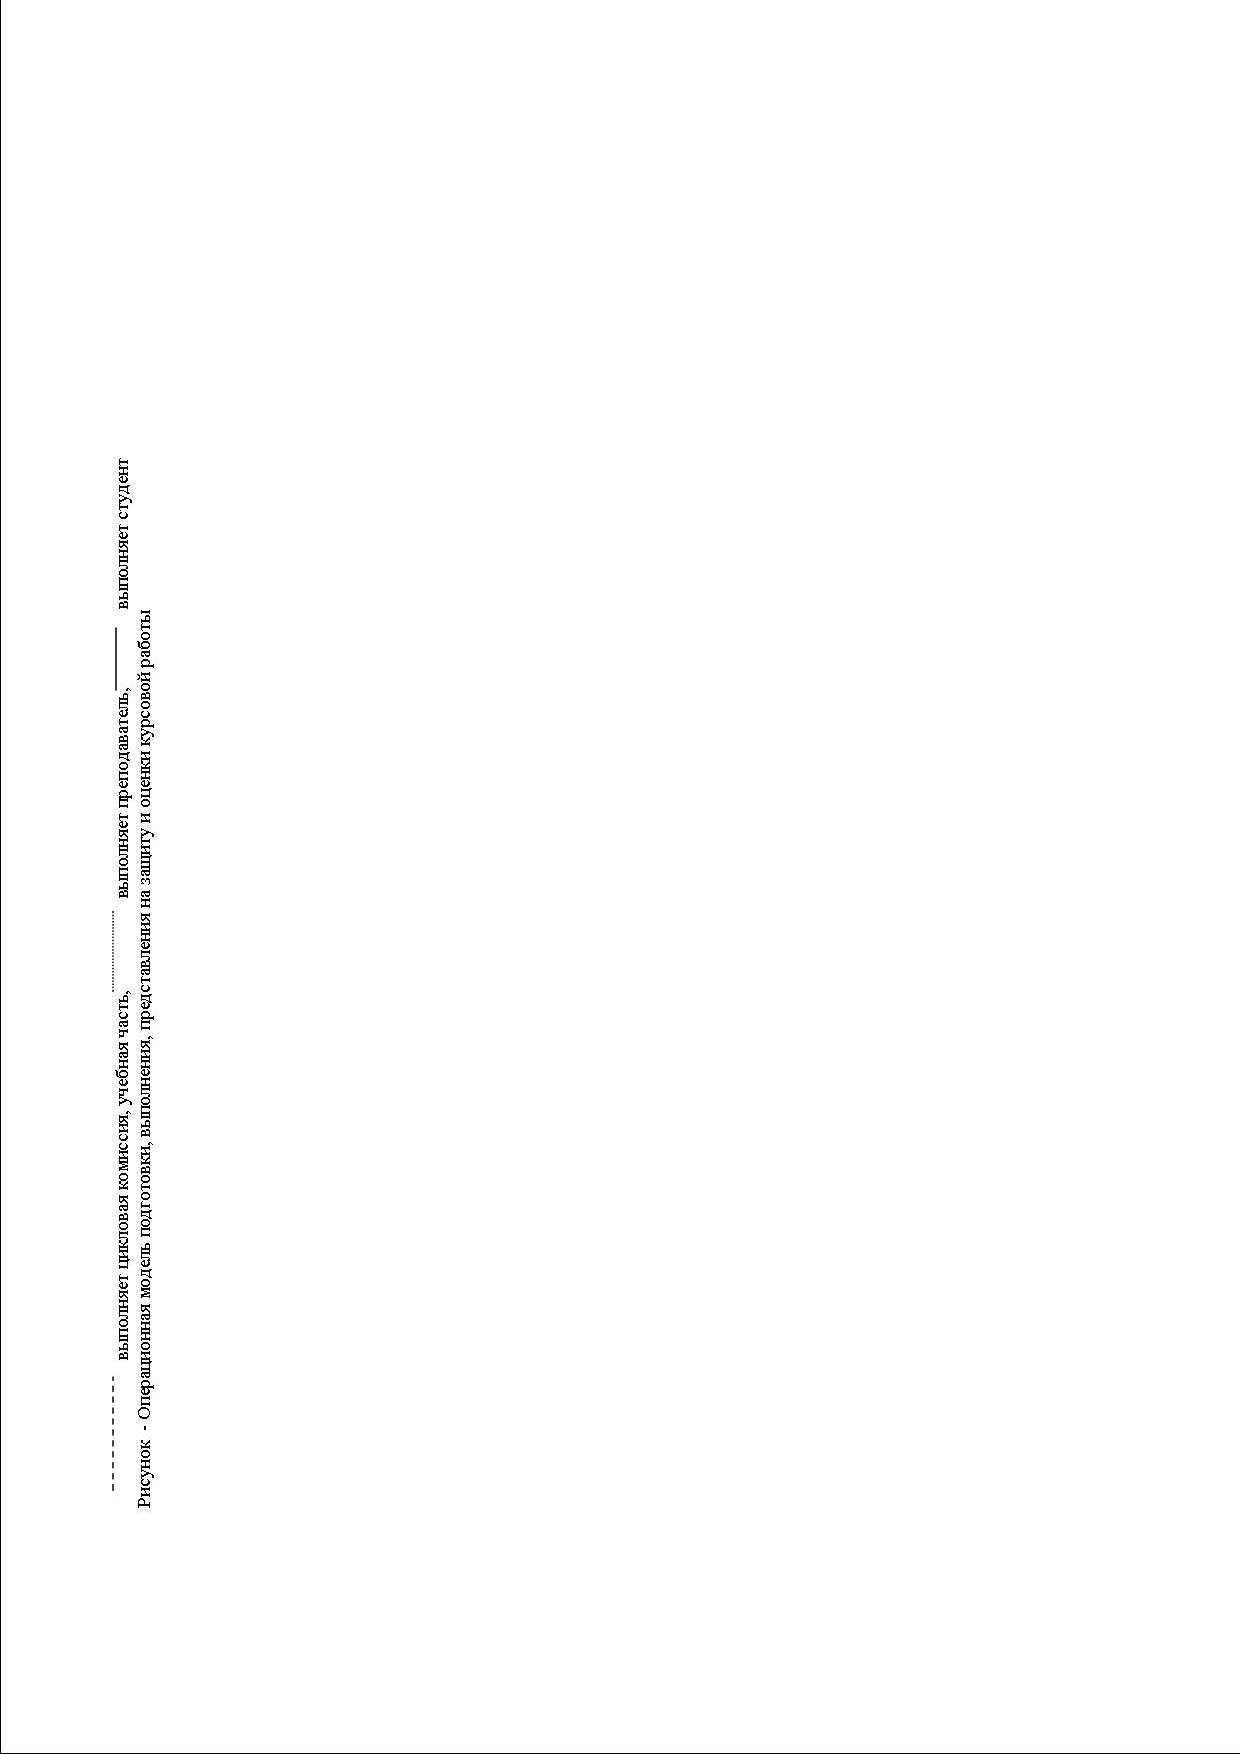 выполняет цикловая комиссия, учебная часть, выполняет преподаватель, выполняет студент
Рисунок - Операционная модель подготовки, выполнения, представления на защиту и оценки курсовой работы